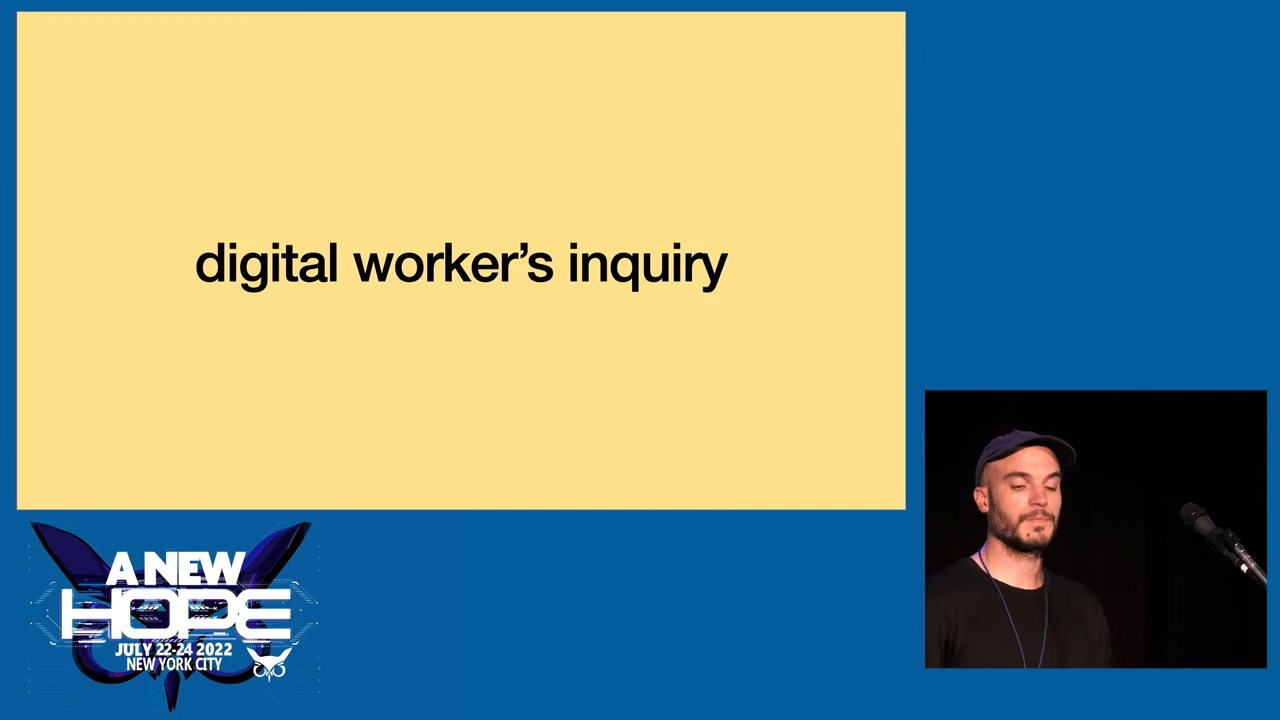 digital worker’s inquiry
A NEW
HOPE
JULY 22-24 2022
NEW YORK CITY